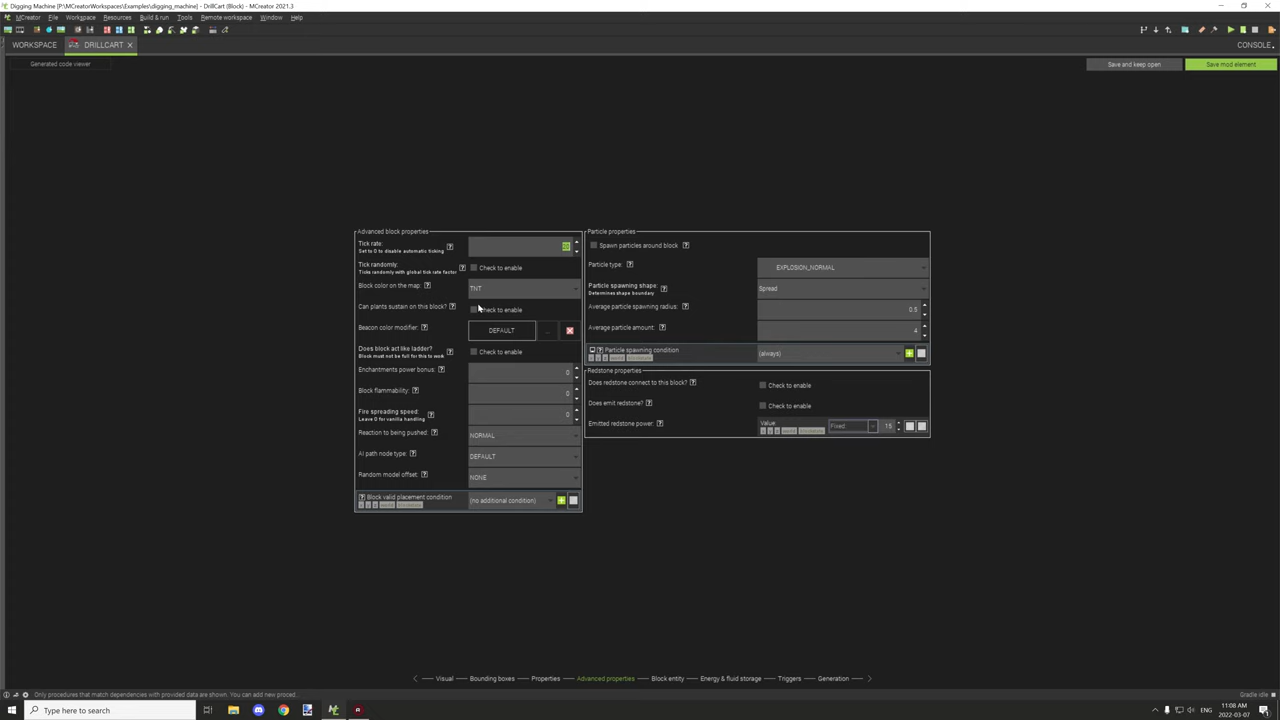 Digging Machine [P:\MCreatorWorkspaces\Examples\digging_machine] - DrillCart (Block) - MCreator 2021.3
MCreator File Workspace Resources Build & run Tools Remote workspace Window Help
WORKSPACE DRILLCART CONSOLE
Generated code viewer Save and keep open Save mod element
Advanced block properties
Tick rate:
Set to 0 to disable automatic ticking
Tick randomly: Check to enable
Ticks randomly with global tick rate factor
Block color on the map: TNT
Can plants sustain on this block? Check to enable
Beacon color modifier: DEFAULT ...
Does block act like ladder? Check to enable
Block must not be full for this to work
Enchantments power bonus: 0
Block flammability: 0
Fire spreading speed: 0
Leave 0 for vanilla handling
Reaction to being pushed: NORMAL
AI path node type: DEFAULT
Random model offset: NONE
Block valid placement condition (no additional condition)
Particle properties
Spawn particles around block
Particle type: EXPLOSION_NORMAL
Particle spawning shape: Spread
Determines shape boundary
Average particle spawning radius: 0.5
Average particle amount: 4
Particle spawning condition (always)
Redstone properties
Does redstone connect to this block? Check to enable
Does emit redstone? Check to enable
Emitted redstone power: Value Fixed 15
Visual Bounding boxes Properties Advanced properties Block entity Energy & fluid storage Triggers Generation
Only procedures that match dependencies with provided data are shown. You can add new proced... Gradle idle
Type here to search
ENG
11:08 AM
2022-03-07